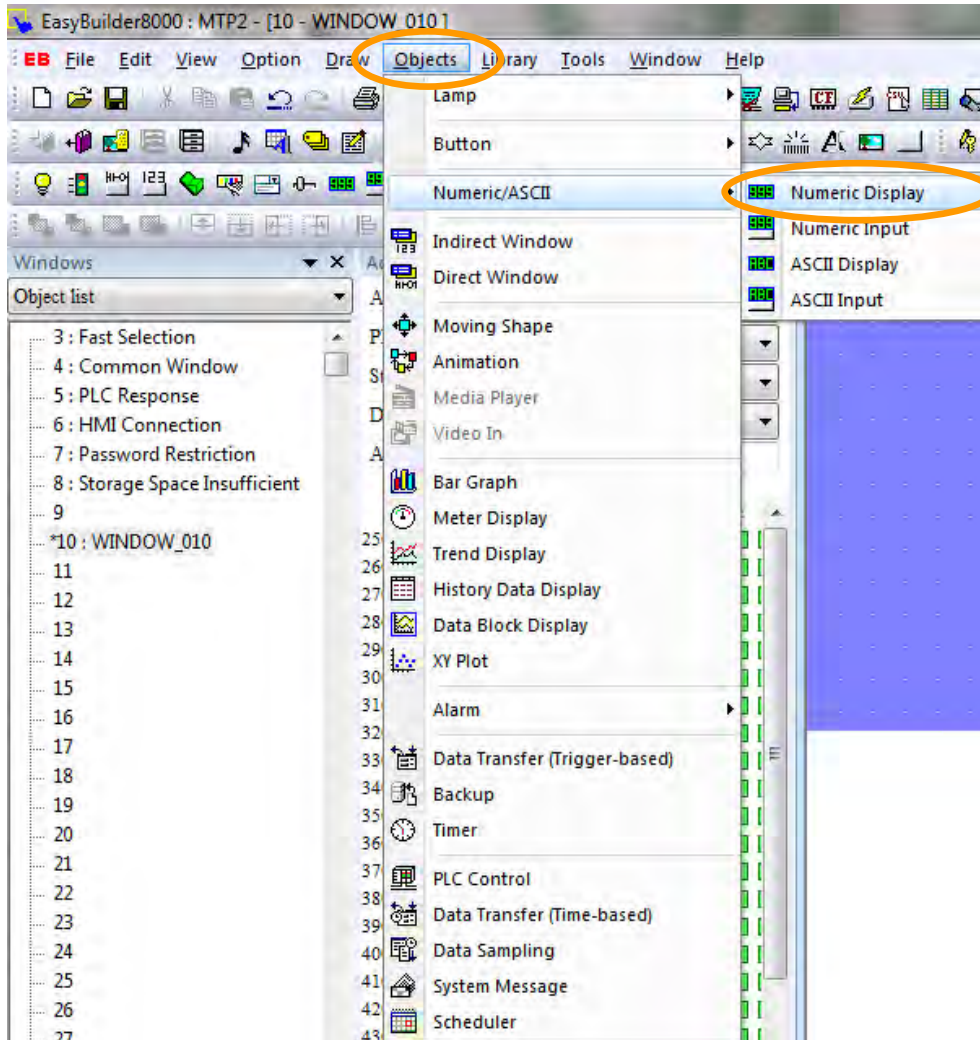 EasyBuilder8000 : MTP2 - [10 - WINDOW_010 ]
EB File Edit View Option Draw Objects Library Tools Window Help
Lamp
Button
Numeric/ASCII
Numeric Display
Numeric Input
ASCII Display
ASCII Input
Indirect Window
Direct Window
Moving Shape
Animation
Media Player
Video In
Bar Graph
Meter Display
Trend Display
History Data Display
Data Block Display
XY Plot
Alarm
Data Transfer (Trigger-based)
Backup
Timer
PLC Control
Data Transfer (Time-based)
Data Sampling
System Message
Scheduler
Windows
Object list
3 : Fast Selection
4 : Common Window
5 : PLC Response
6 : HMI Connection
7 : Password Restriction
8 : Storage Space Insufficient
9
*10 : WINDOW_010
11
12
13
14
15
16
17
18
19
20
21
22
23
24
25
26
27